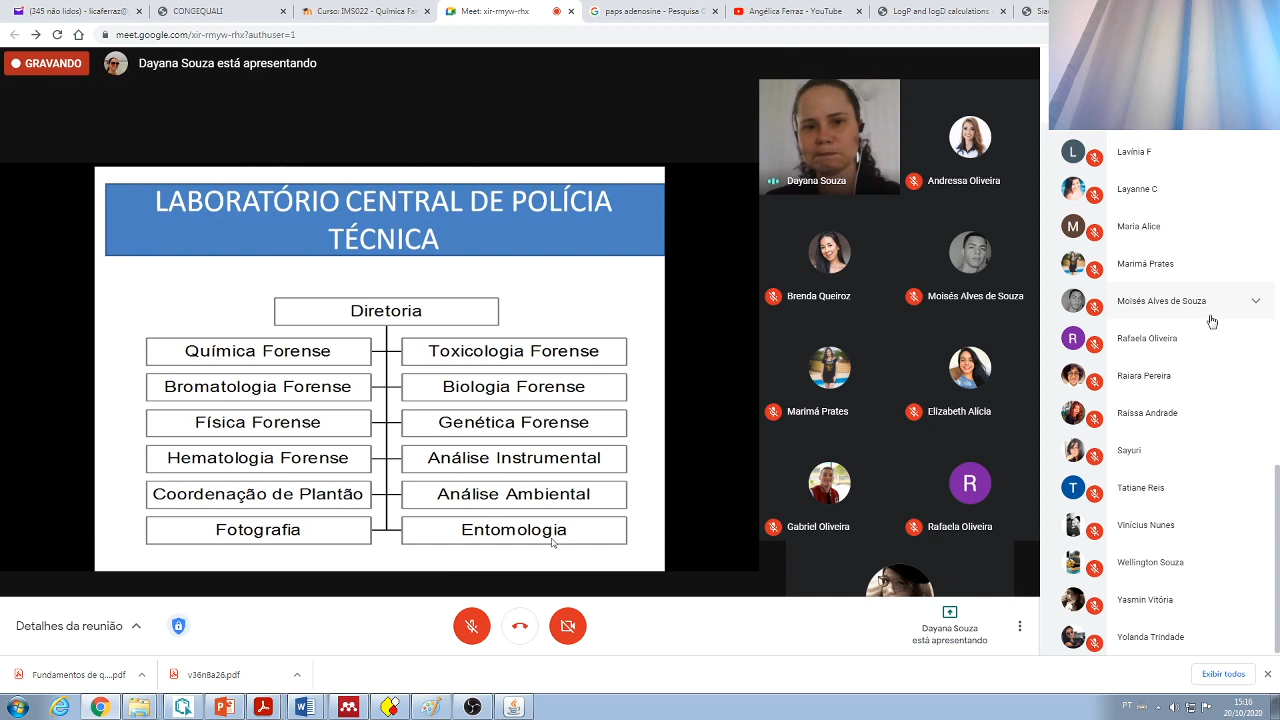 (345 não lidos) - licaferraz@
CONGEQUALI
Curso: IMS022 - Química Far
Meet: xir-rmyw-rhx
paps adenosine - Pesquisa G
Angélica Ferraz - YouTube
LogP and logD calculations
meet.google.com/xir-rmyw-rhx?authuser=1
GRAVANDO
Dayana Souza está apresentando
LABORATÓRIO CENTRAL DE POLÍCIA
TÉCNICA
Diretoria
Química Forense
Toxicologia Forense
Bromatologia Forense
Biologia Forense
Física Forense
Genética Forense
Hematologia Forense
Análise Instrumental
Coordenação de Plantão
Análise Ambiental
Fotografia
Entomologia
Dayana Souza
Andressa Oliveira
Brenda Queiroz
Moisés Alves de Souza
Marimá Prates
Elizabeth Alícia
Gabriel Oliveira
R
Rafaela Oliveira
L
Lavínia F
Layanne C
M
Maria Alice
Marimá Prates
Moisés Alves de Souza
R
Rafaela Oliveira
Raiara Pereira
Raíssa Andrade
Sayuri
T
Tatiane Reis
Vinícius Nunes
Wellington Souza
Yasmin Vitória
Yolanda Trindade
Detalhes da reunião
Dayana Souza
está apresentando
Fundamentos de q....pdf
v36n8a26.pdf
Exibir todos
PT
15:16
20/10/2020